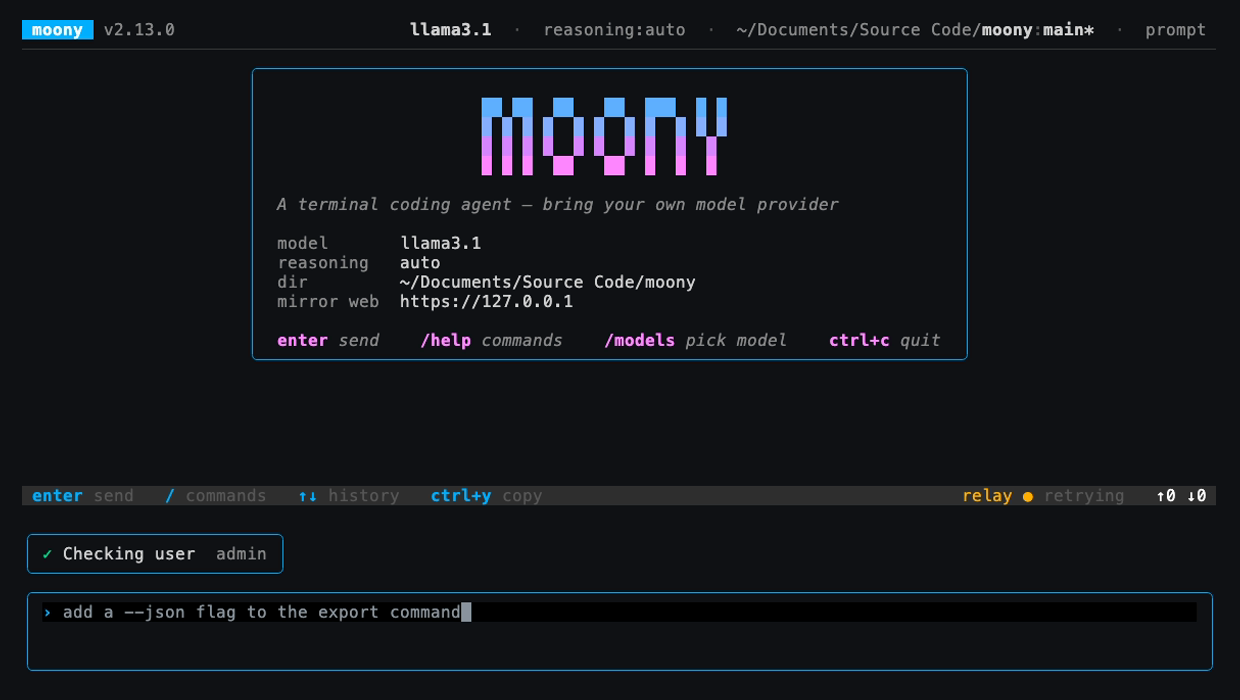 moony v2.13.0 llama3.1 · reasoning:auto · ~/Documents/Source Code/moony:main* · prompt
MOONY
A terminal coding agent — bring your own model provider
model llama3.1
reasoning auto
dir ~/Documents/Source Code/moony
mirror web https://127.0.0.1
enter send /help commands /models pick model ctrl+c quit
enter send / commands ↑↓ history ctrl+y copy relay ● retrying ↑0 ↓0
✓ Checking user admin
› add a --json flag to the export command